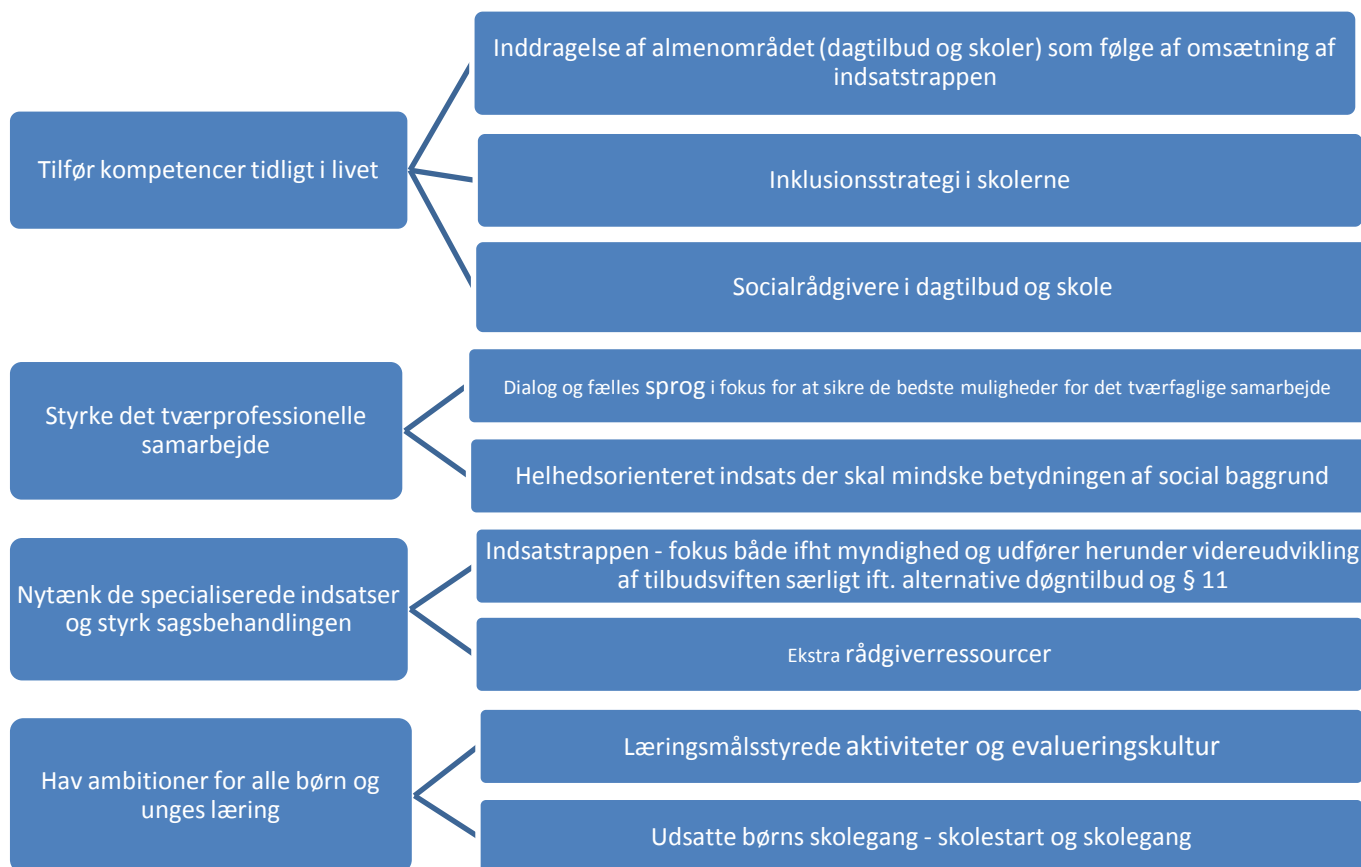 Tilfør kompetencer tidligt i livet
Inddragelse af almenområdet (dagtilbud og skoler) som følge af omsætning af
indsatstrappen
Inklusionsstrategi i skolerne
Socialrådgivere i dagtilbud og skole
Styrke det tværprofessionelle
samarbejde
Dialog og fælles sprog i fokus for at sikre de bedste muligheder for det tværfaglige samarbejde
Helhedsorienteret indsats der skal mindske betydningen af social baggrund
Nytænk de specialiserede indsatser
og styrk sagsbehandlingen
Indsatstrappen - fokus både ifht myndighed og udfører herunder videreudvikling
af tilbudsviften særligt ift. alternative døgntilbud og § 11
Ekstra rådgiverressourcer
Hav ambitioner for alle børn og
unges læring
Læringsmålsstyrede aktiviteter og evalueringskultur
Udsatte børns skolegang - skolestart og skolegang